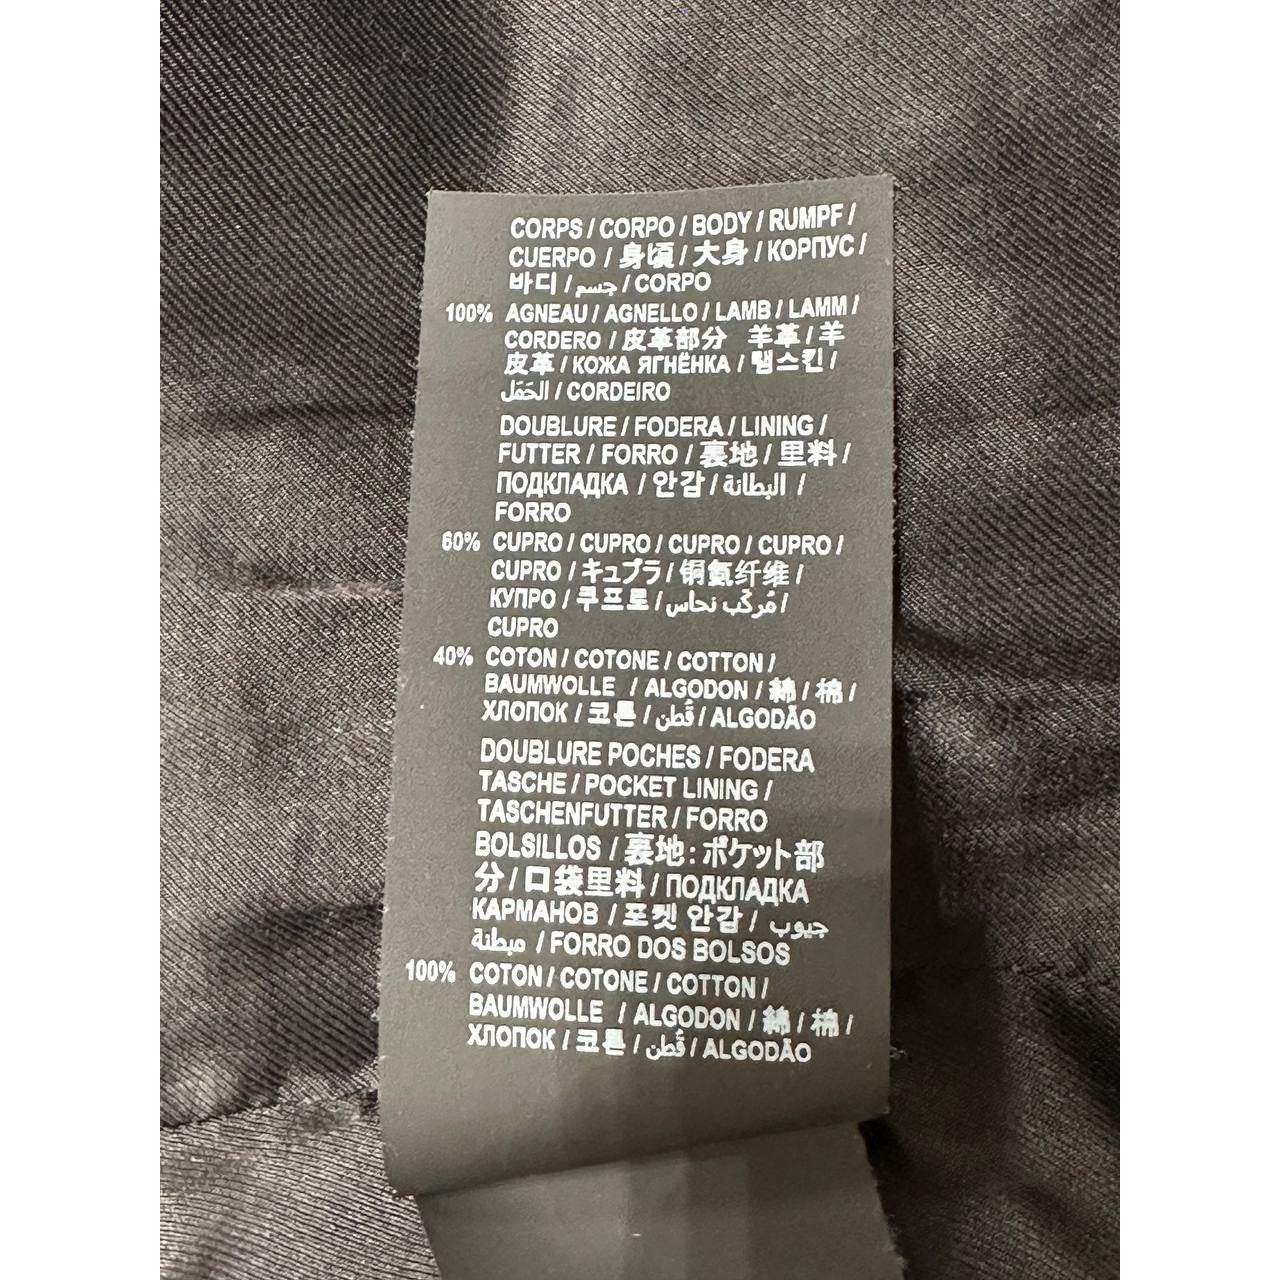 CORPS / CORPO / BODY / RUMPF /
CUERPO / 身頃 / 大身 / КОРПУС /
바디 / جسم / CORPO
100% AGNEAU / AGNELLO / LAMB / LAMM /
CORDERO / 皮革部分 羊革 / 羊
皮革 / КОЖА ЯГНЁНКА / 램스킨 /
الحَمَل / CORDEIRO
DOUBLURE / FODERA / LINING /
FUTTER / FORRO / 裏地 / 里料 /
ПОДКЛАДКА / 안감 / البطانة /
FORRO
60% CUPRO / CUPRO / CUPRO / CUPRO /
CUPRO / キュプラ / 铜氨纤维 /
КУПРО / 쿠프로 / مُركّب نحاس /
CUPRO
40% COTON / COTONE / COTTON /
BAUMWOLLE / ALGODON / 綿 / 棉 /
ХЛОПОК / 코튼 / قُطن / ALGODÃO
DOUBLURE POCHES / FODERA
TASCHE / POCKET LINING /
TASCHENFUTTER / FORRO
BOLSILLOS / 裏地：ポケット部
分 / 口袋里料 / ПОДКЛАДКА
КАРМАНОВ / 포켓 안감 / جيوب
مبطنة / FORRO DOS BOLSOS
100% COTON / COTONE / COTTON /
BAUMWOLLE / ALGODON / 綿 / 棉 /
ХЛОПОК / 코튼 / قُطن / ALGODÃO